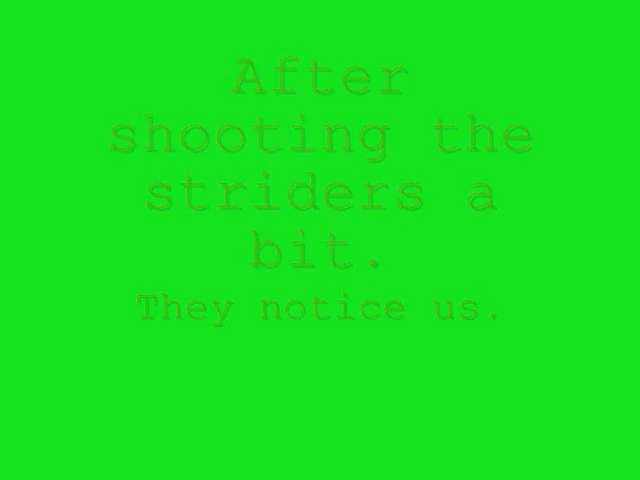 After
shooting the
striders a
bit.
They notice us.